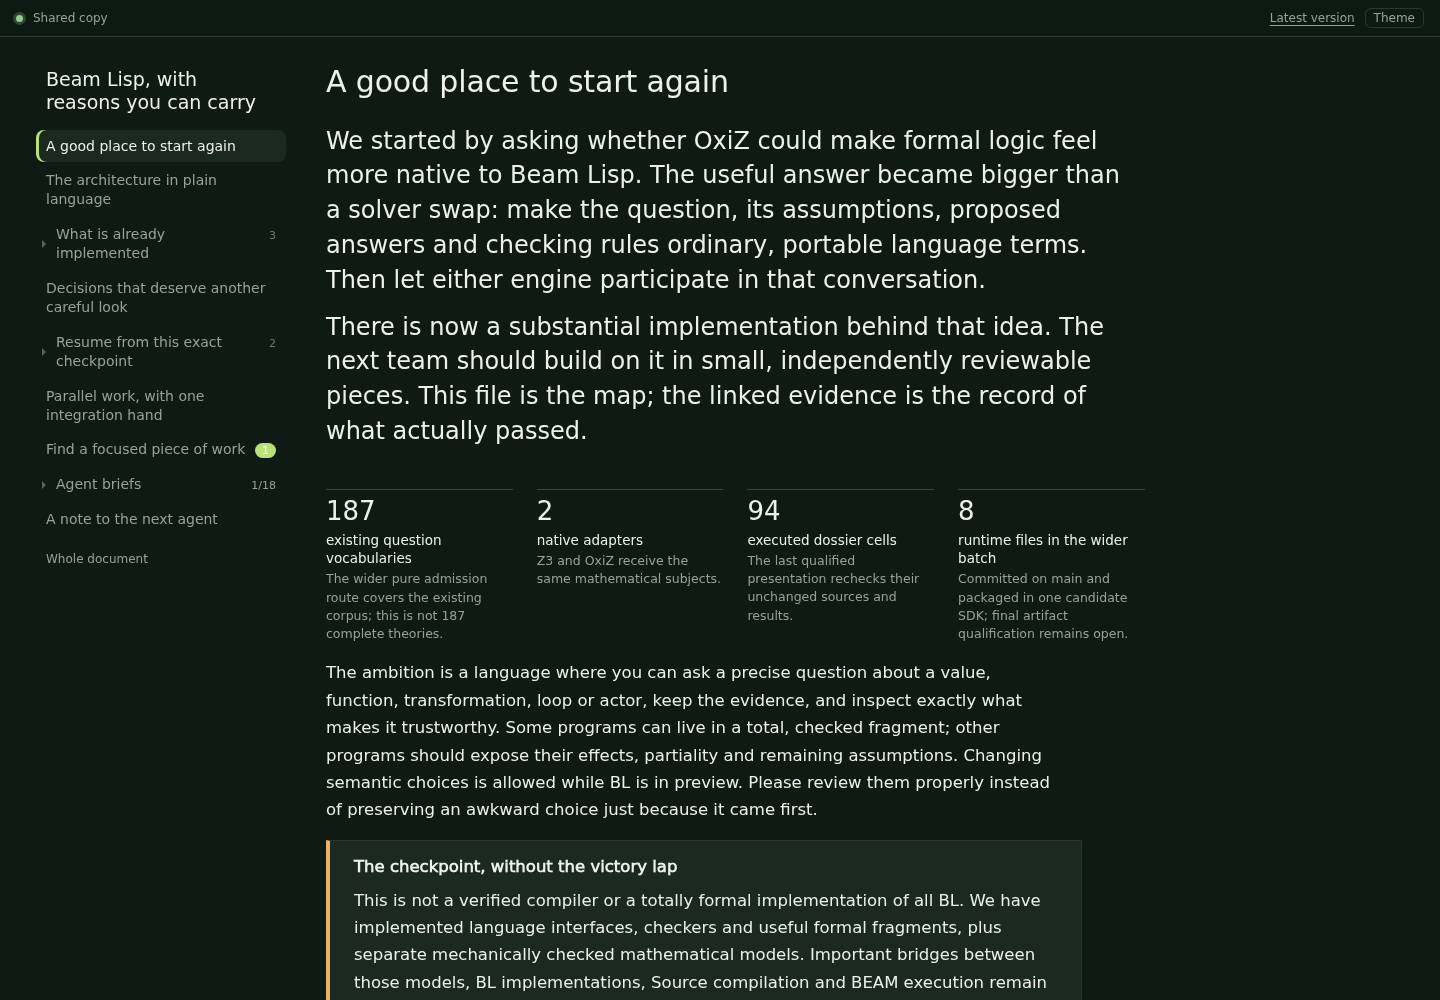 Shared copy
Latest version
Theme
Beam Lisp, with
reasons you can carry
A good place to start again
The architecture in plain
language
What is already
implemented
3
Decisions that deserve another
careful look
Resume from this exact
checkpoint
2
Parallel work, with one
integration hand
Find a focused piece of work
1
Agent briefs
1/18
A note to the next agent
Whole document
A good place to start again
We started by asking whether OxiZ could make formal logic feel
more native to Beam Lisp. The useful answer became bigger than
a solver swap: make the question, its assumptions, proposed
answers and checking rules ordinary, portable language terms.
Then let either engine participate in that conversation.
There is now a substantial implementation behind that idea. The
next team should build on it in small, independently reviewable
pieces. This file is the map; the linked evidence is the record of
what actually passed.
187
existing question
vocabularies
The wider pure admission
route covers the existing
corpus; this is not 187
complete theories.
2
native adapters
Z3 and OxiZ receive the
same mathematical subjects.
94
executed dossier cells
The last qualified
presentation rechecks their
unchanged sources and
results.
8
runtime files in the wider
batch
Committed on main and
packaged in one candidate
SDK; final artifact
qualification remains open.
The ambition is a language where you can ask a precise question about a value,
function, transformation, loop or actor, keep the evidence, and inspect exactly what
makes it trustworthy. Some programs can live in a total, checked fragment; other
programs should expose their effects, partiality and remaining assumptions. Changing
semantic choices is allowed while BL is in preview. Please review them properly instead
of preserving an awkward choice just because it came first.
The checkpoint, without the victory lap
This is not a verified compiler or a totally formal implementation of all BL. We have
implemented language interfaces, checkers and useful formal fragments, plus
separate mechanically checked mathematical models. Important bridges between
those models, BL implementations, Source compilation and BEAM execution remain